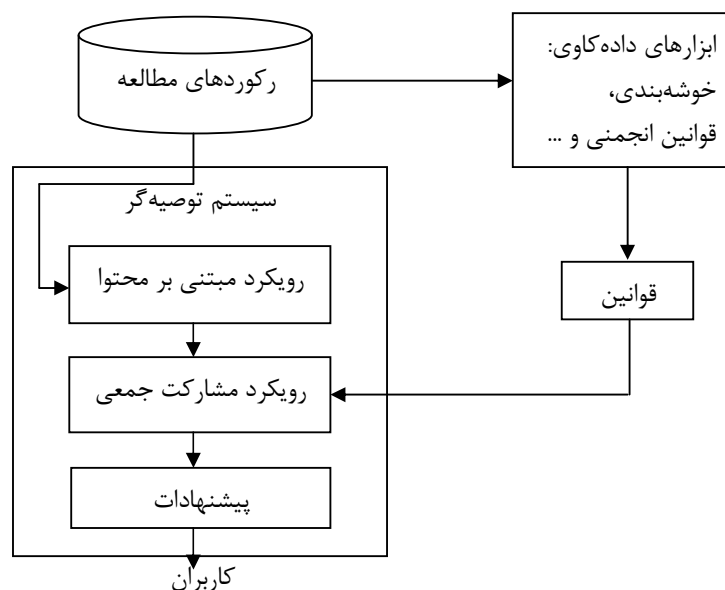 ابزارهای داده‌کاوی:
خوشه‌بندی،
قوانین انجمنی و ...
رکوردهای مطالعه
سیستم توصیه‌گر
رویکرد مبتنی بر محتوا
قوانین
رویکرد مشارکت جمعی
پیشنهادات
کاربران